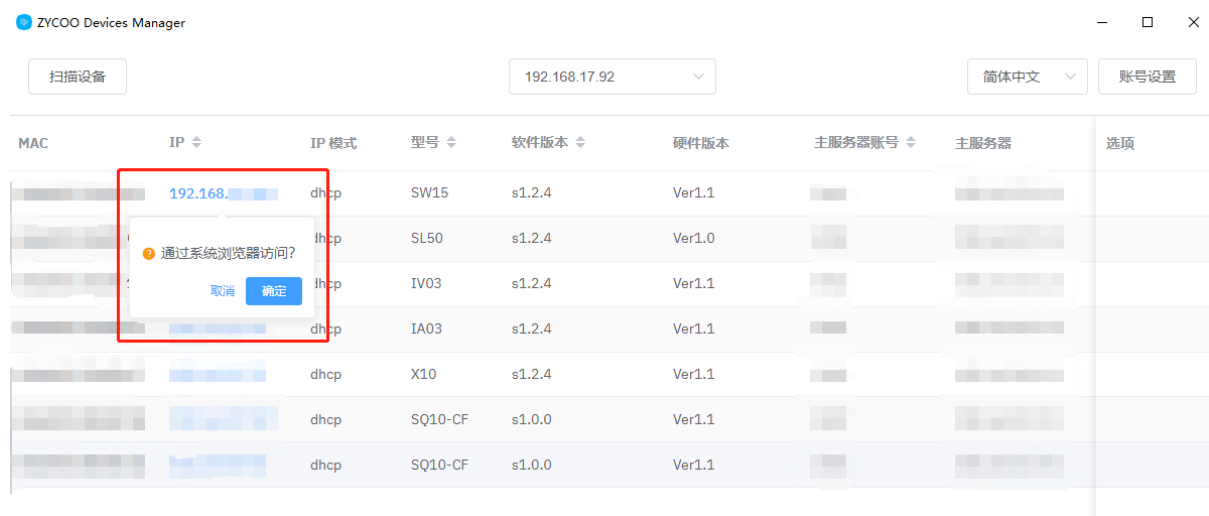 ZYCOO Devices Manager
扫描设备 192.168.17.92 简体中文 账号设置
MAC IP IP 模式 型号 软件版本 硬件版本 主服务器账号 主服务器 选项
192.168. dhcp SW15 s1.2.4 Ver1.1
dhcp SL50 s1.2.4 Ver1.0
通过系统浏览器访问?
dhcp IV03 s1.2.4 Ver1.1
取消 确定
dhcp IA03 s1.2.4 Ver1.1
dhcp X10 s1.2.4 Ver1.1
dhcp SQ10-CF s1.0.0 Ver1.1
dhcp SQ10-CF s1.0.0 Ver1.1